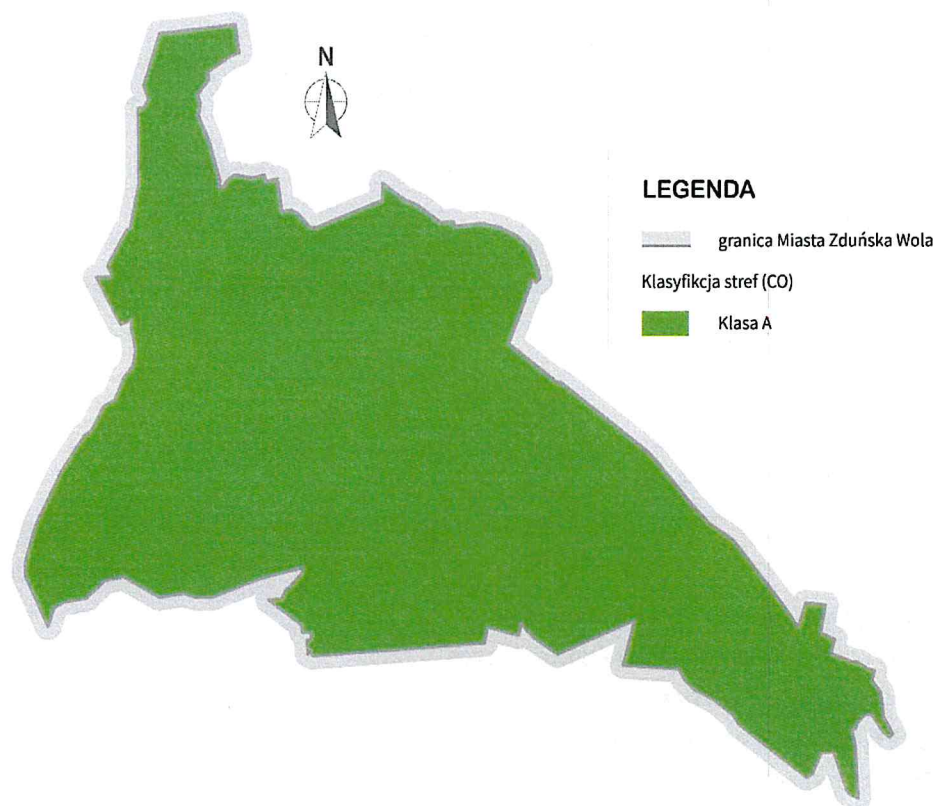 N
LEGENDA
granica Miasta Zduńska Wola
Klasyfikcja stref (CO)
Klasa A